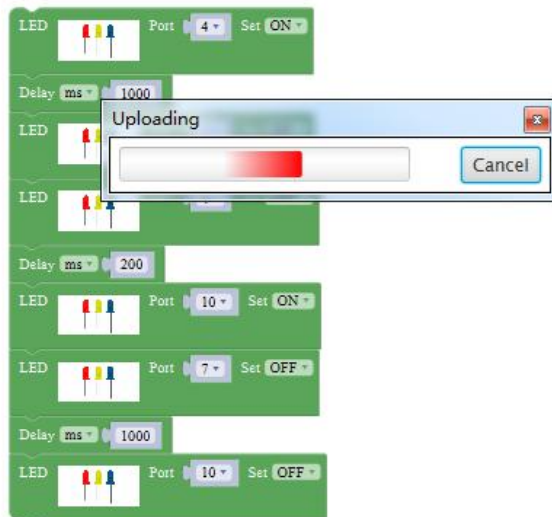 LED Port 4 Set ON
Delay ms 1000
Uploading
LED
Cancel
LED
Delay ms 200
LED Port 10 Set ON
LED Port 7 Set OFF
Delay ms 1000
LED Port 10 Set OFF